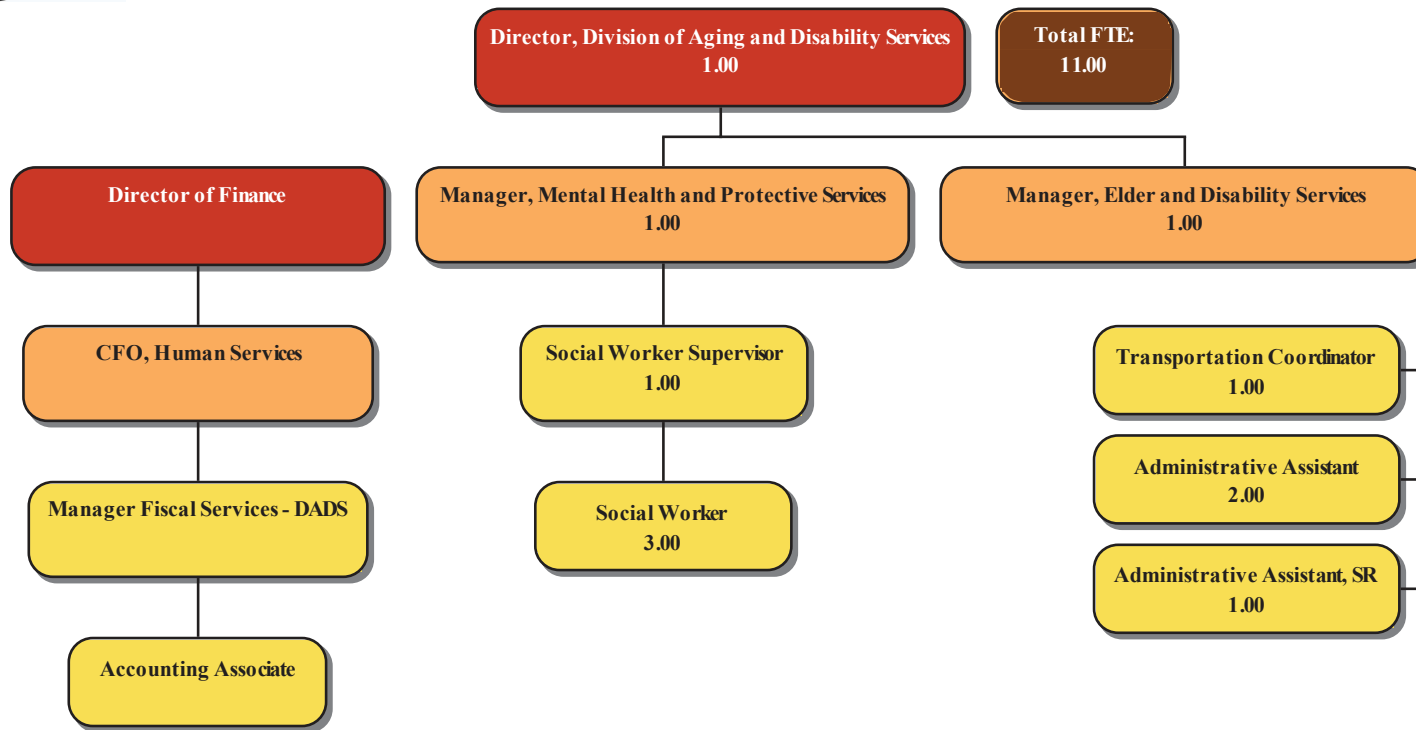 Director, Division of Aging and Disability Services
1.00
Total FTE:
11.00
Director of Finance
Manager, Mental Health and Protective Services
1.00
Manager, Elder and Disability Services
1.00
CFO, Human Services
Social Worker Supervisor
1.00
Transportation Coordinator
1.00
Manager Fiscal Services - DADS
Social Worker
3.00
Administrative Assistant
2.00
Administrative Assistant, SR
1.00
Accounting Associate